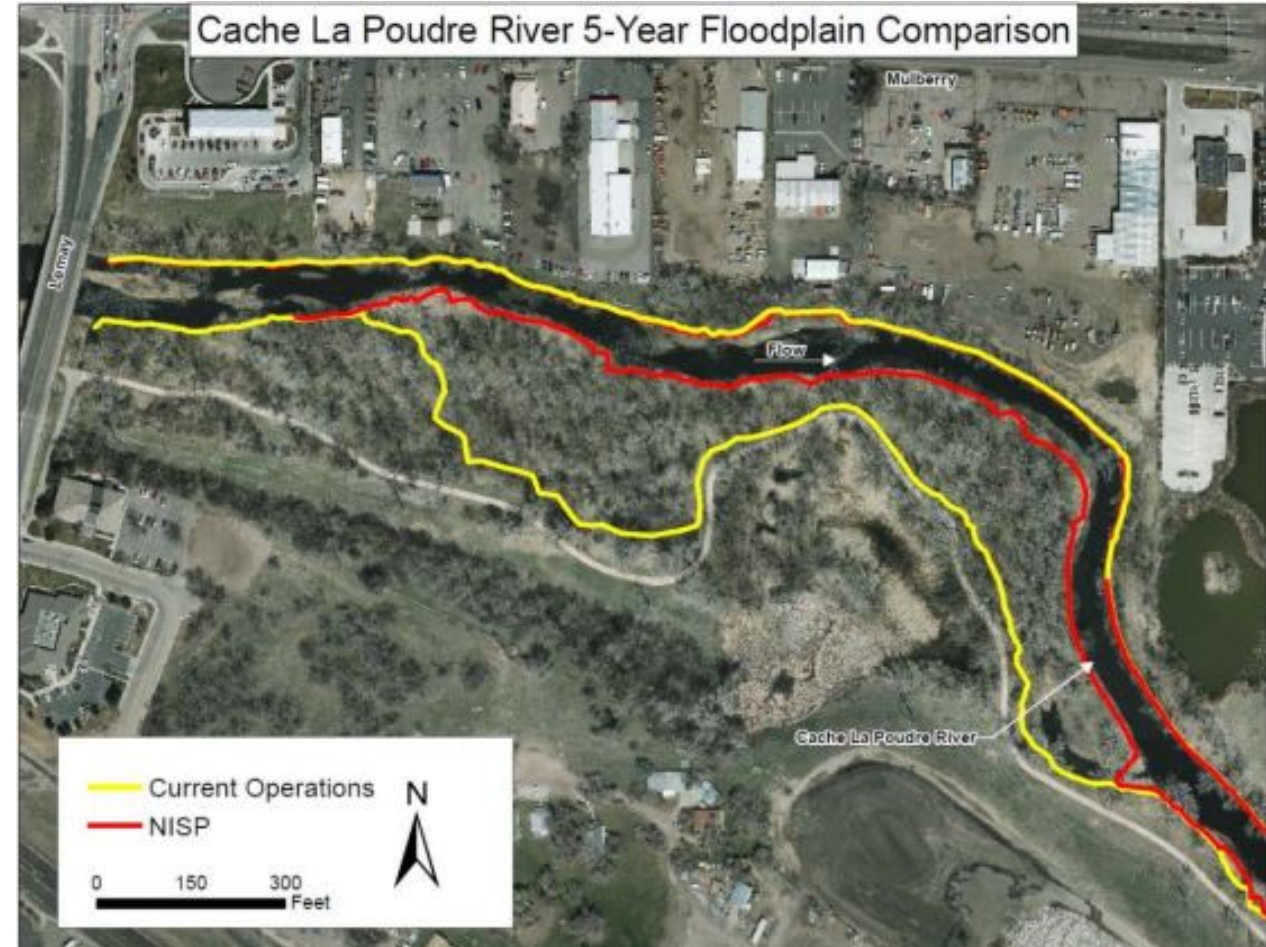 Cache La Poudre River 5-Year Floodplain Comparison
Mulberry
Lemay
Flow
Cache La Poudre River
Current Operations
NISP
N
0 150 300
Feet